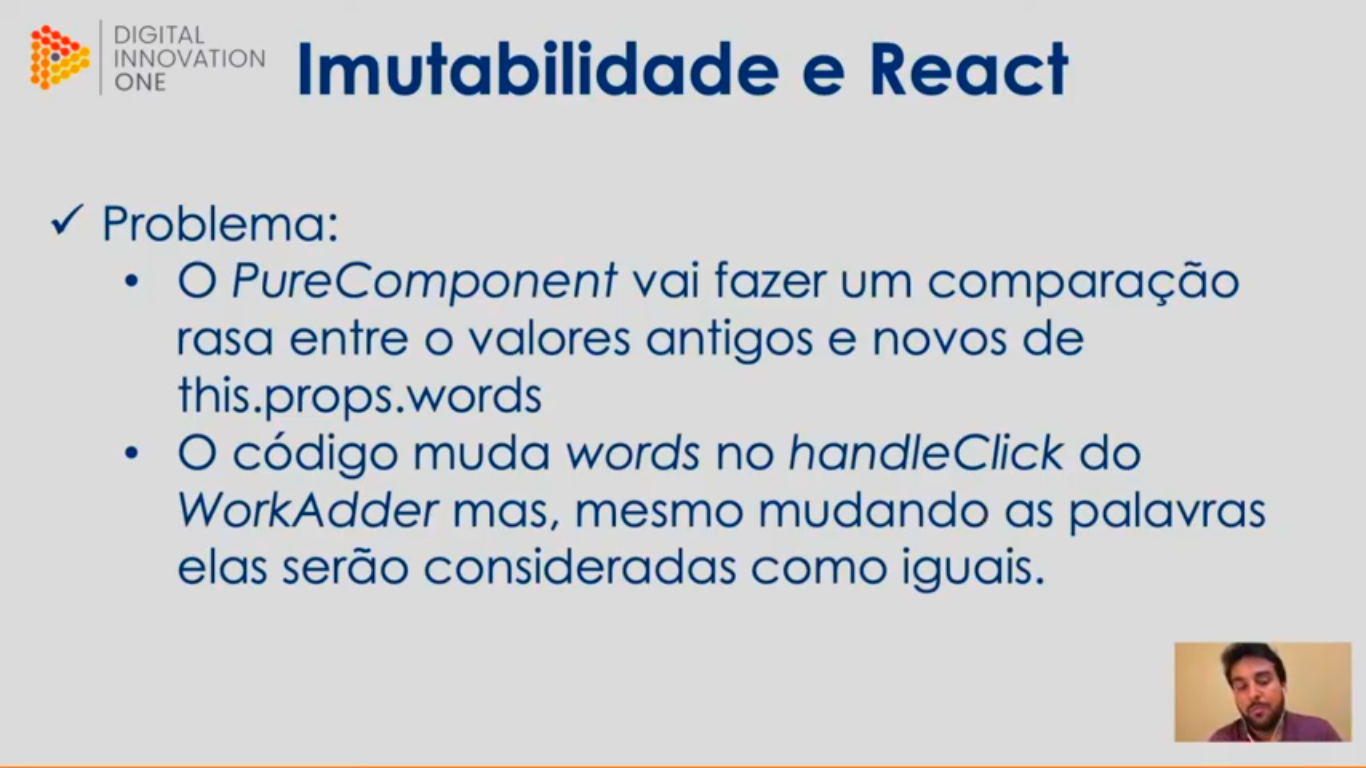 DIGITAL
INNOVATION
ONE
Imutabilidade e React
✓ Problema:
• O PureComponent vai fazer um comparação
rasa entre o valores antigos e novos de
this.props.words
• O código muda words no handleClick do
WorkAdder mas, mesmo mudando as palavras
elas serão consideradas como iguais.